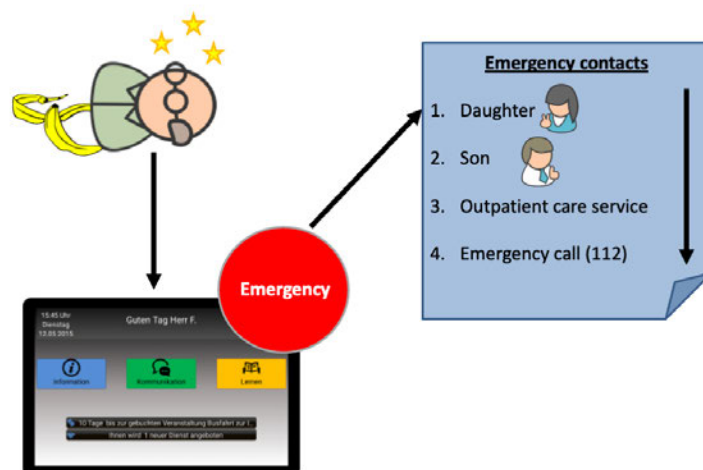 Emergency contacts
1. Daughter
2. Son
3. Outpatient care service
4. Emergency call (112)
Emergency
15:45 Uhr
Dienstag
12.05.2015
Guten Tag Herr F.
Information
Kommunikation
Lernen
10 Tage bis zur gebuchten Veranstaltung Busfahrt zur I...
Ihnen wird 1 neuer Dienst angeboten